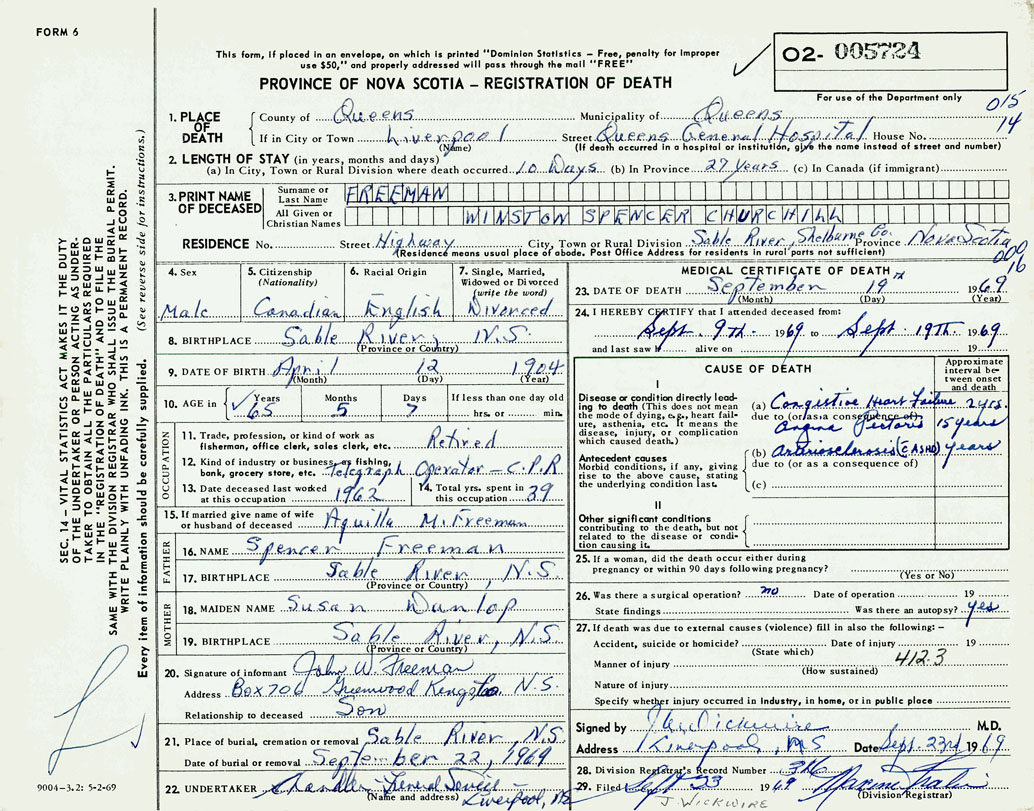 FORM 6
This form, if placed in an envelope, on which is printed "Dominion Statistics – Free, penalty for improper
use $50," and properly addressed will pass through the mail "FREE"
PROVINCE OF NOVA SCOTIA – REGISTRATION OF DEATH
02- 005724
For use of the Department only
015
14
1. PLACE OF DEATH County of Queens Municipality of Queens
If in City or Town Liverpool Street Queens General Hospital House No.
(Name) (If death occurred in a hospital or institution, give the name instead of street and number)
2. LENGTH OF STAY (in years, months and days)
(a) In City, Town or Rural Division where death occurred 10 Days (b) In Province 27 Years (c) In Canada (if immigrant)
3. PRINT NAME OF DECEASED Surname or Last Name FREEMAN
All Given or Christian Names WINSTON SPENCER CHURCHILL
RESIDENCE No. Street Highway City, Town or Rural Division Sable River, Shelburne Co. Province Nova Scotia
(Residence means usual place of abode. Post Office Address for residents in rural parts not sufficient)
000
16
4. Sex 5. Citizenship (Nationality) 6. Racial Origin 7. Single, Married, Widowed or Divorced (write the word)
Male Canadian English Divorced
8. BIRTHPLACE Sable River, N.S.
(Province or Country)
9. DATE OF BIRTH April 12 1904
(Month) (Day) (Year)
10. AGE in Years Months Days If less than one day old
65 5 7 hrs. or min.
OCCUPATION
11. Trade, profession, or kind of work as fisherman, office clerk, sales clerk, etc. Retired
12. Kind of industry or business, as fishing, bank, grocery store, etc. Telegraph Operator – C.P.R
13. Date deceased last worked at this occupation 1962 14. Total yrs. spent in this occupation 39
15. If married give name of wife or husband of deceased Aquilla M. Freeman
FATHER
16. NAME Spencer Freeman
17. BIRTHPLACE Sable River, N.S.
(Province or Country)
MOTHER
18. MAIDEN NAME Susan Dunlop
19. BIRTHPLACE Sable River, N.S.
(Province or Country)
20. Signature of informant John W. Freeman
Address Box 706 Greenwood Kings N.S.
Relationship to deceased Son
21. Place of burial, cremation or removal Sable River, N.S.
Date of burial or removal September 22, 1969
22. UNDERTAKER Chandler Funeral Service – Liverpool, NS
(Name and address)
MEDICAL CERTIFICATE OF DEATH
23. DATE OF DEATH September 19th 1969
(Month) (Day) (Year)
24. I HEREBY CERTIFY that I attended deceased from:
Sept. 9th 1969 to Sept. 19th 1969
and last saw h alive on 19
CAUSE OF DEATH Approximate interval between onset and death
I
Disease or condition directly leading to death (This does not mean the mode of dying, e.g., heart failure, asthenia, etc. It means the disease, injury, or complication which caused death.)
(a) Congestive Heart Failure 2 yrs.
due to (or as a consequence of)
Angina Pectoris 15 years
Antecedent causes
Morbid conditions, if any, giving rise to the above cause, stating the underlying condition last.
(b) Arteriosclerosis (ASHD) years
due to (or as a consequence of)
(c)
II
Other significant conditions
contributing to the death, but not related to the disease or condition causing it.
25. If a woman, did the death occur either during pregnancy or within 90 days following pregnancy?
(Yes or No)
26. Was there a surgical operation? no Date of operation 19
State findings Was there an autopsy? yes
27. If death was due to external causes (violence) fill in also the following: –
Accident, suicide or homicide? Date of injury 19
(State which)
Manner of injury 412.3
(How sustained)
Nature of injury
Specify whether injury occurred in Industry, in home, or in public place
Signed by J W Wickwire M.D.
Address Liverpool, NS Date Sept. 23rd 1969
28. Division Registrar's Record Number 346
29. Filed Sept 23 1969
(Division Registrar)
J. WICKWIRE
SEC. 14 – VITAL STATISTICS ACT MAKES IT THE DUTY
OF THE UNDERTAKER OR PERSON ACTING AS UNDER-
TAKER TO OBTAIN ALL THE PARTICULARS REQUIRED
IN THE "REGISTRATION OF DEATH" AND TO FILE THE
SAME WITH THE DIVISION REGISTRAR WHO SHALL ISSUE THE BURIAL PERMIT.
WRITE PLAINLY WITH UNFADING INK. THIS IS A PERMANENT RECORD.
Every item of information should be carefully supplied. (See reverse side for instructions.)
9004-3.2: 5-2-69